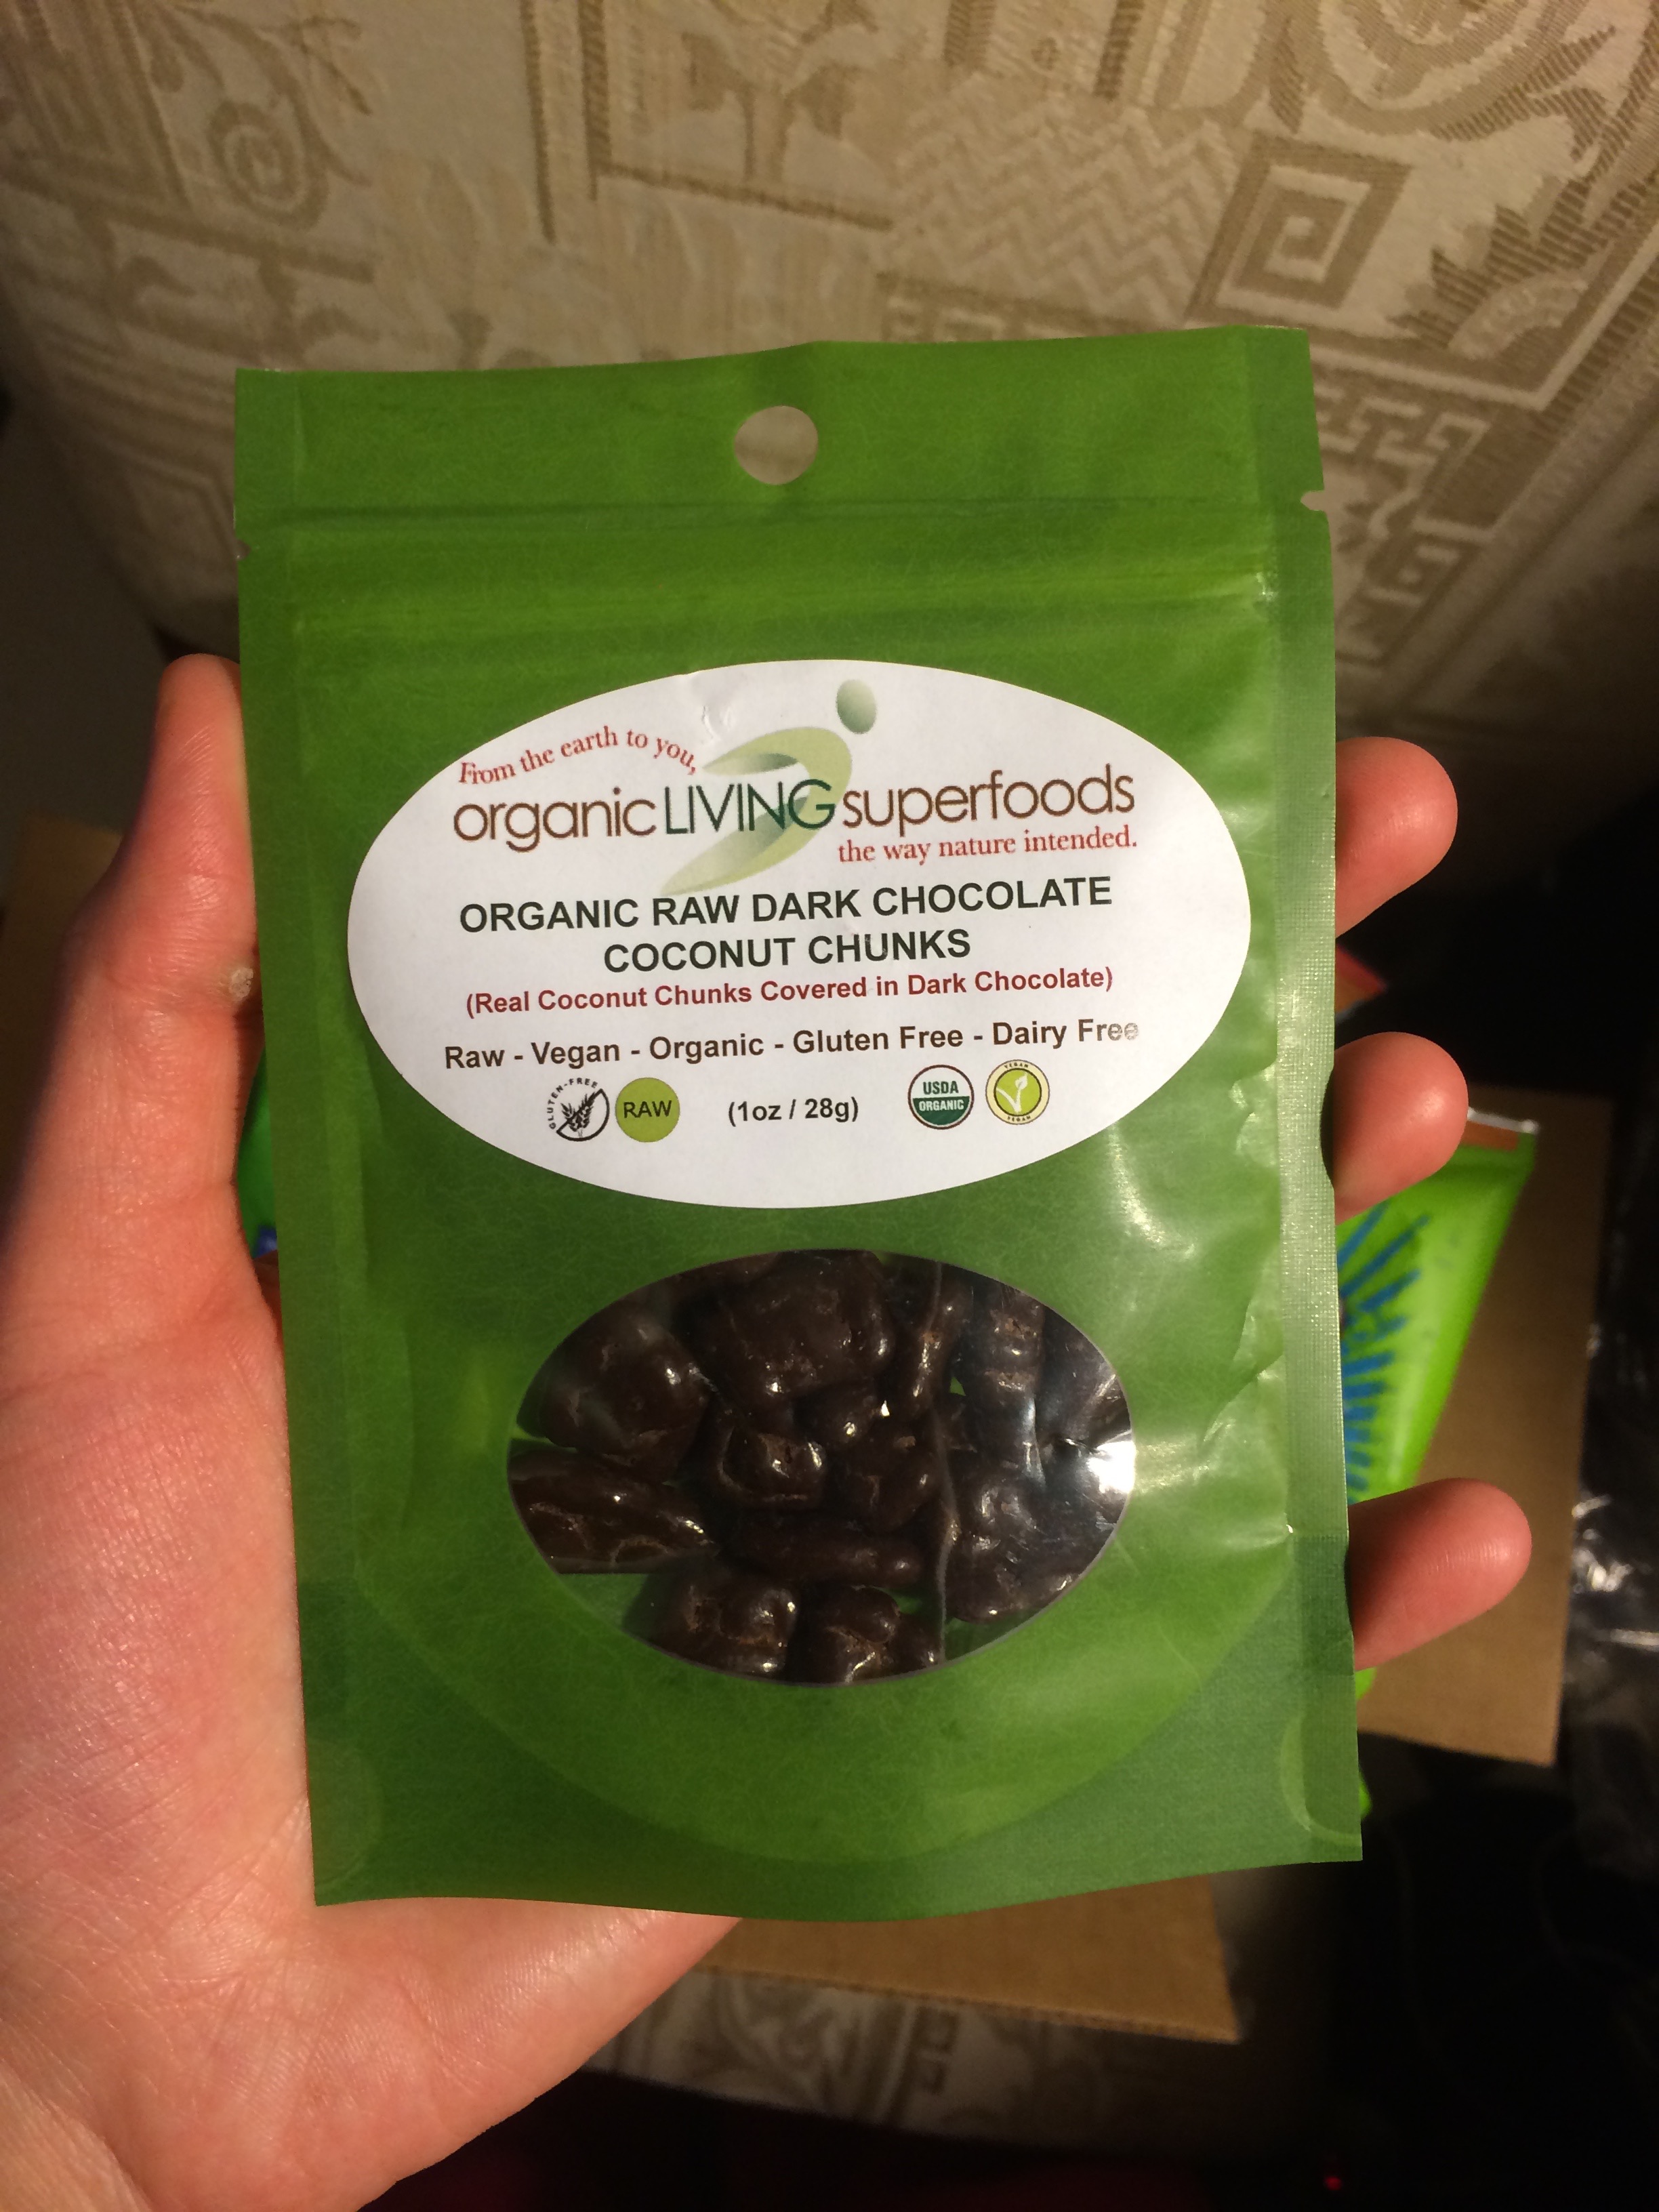 From the earth to you,
organicLIVINGsuperfoods
the way nature intended.
ORGANIC RAW DARK CHOCOLATE
COCONUT CHUNKS
(Real Coconut Chunks Covered in Dark Chocolate)
Raw - Vegan - Organic - Gluten Free - Dairy Free
GLUTEN-FREE
RAW
(1oz / 28g)
USDA
ORGANIC
VEGAN
VEGAN